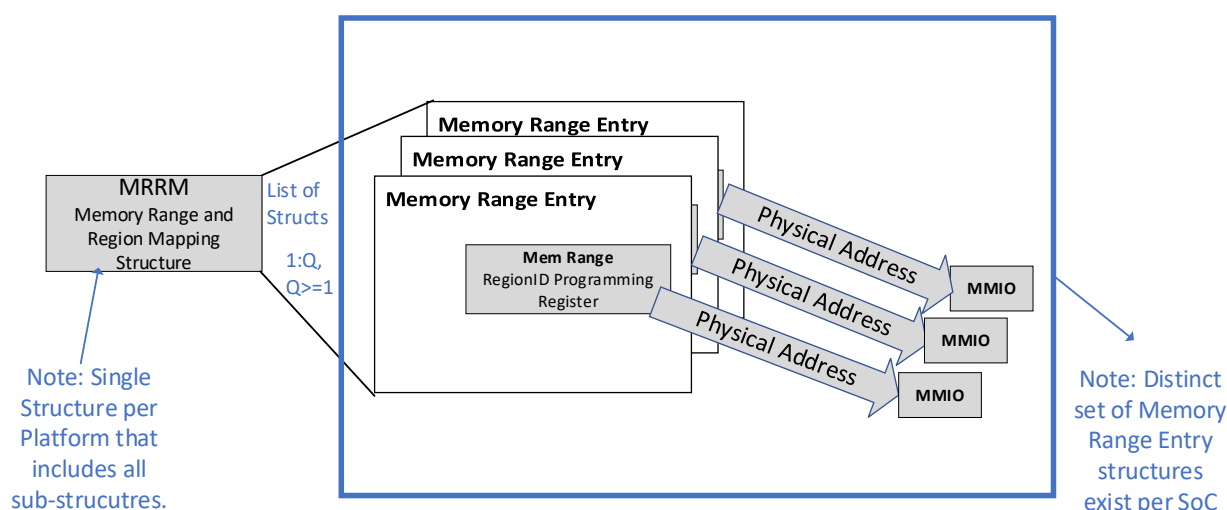 MRRM
Memory Range and
Region Mapping
Structure
List of
Structs
1:Q,
Q>=1
Memory Range Entry
Memory Range Entry
Memory Range Entry
Mem Range
RegionID Programming
Register
Physical Address
Physical Address
Physical Address
MMIO
MMIO
MMIO
Note: Single
Structure per
Platform that
includes all
sub-strucutres.
Note: Distinct
set of Memory
Range Entry
structures
exist per SoC